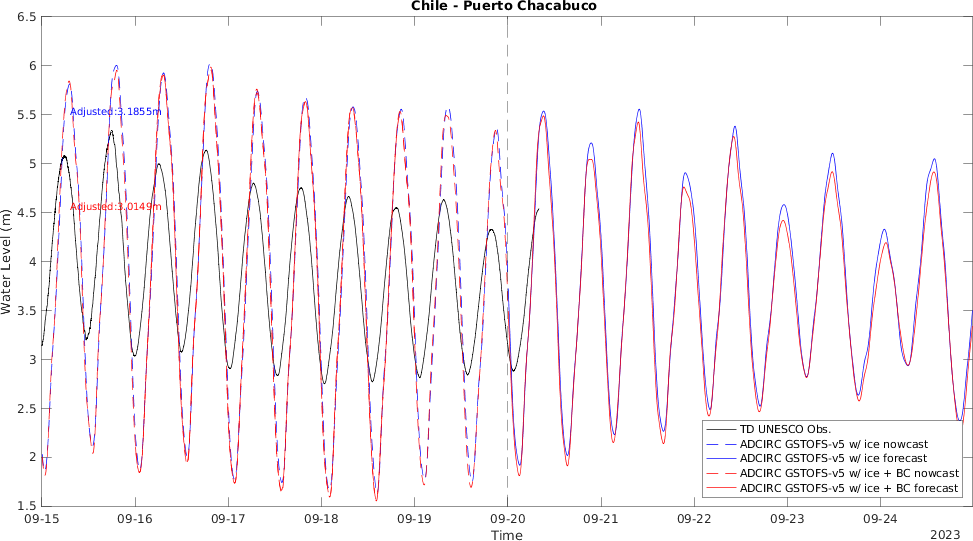 Chile - Puerto Chacabuco
6.5
6
5.5
5
4.5
4
3.5
3
2.5
2
1.5
Water Level (m)
Adjusted:3.1855m
Adjusted:3.0149m
TD UNESCO Obs.
ADCIRC GSTOFS-v5 w/ ice nowcast
ADCIRC GSTOFS-v5 w/ ice forecast
ADCIRC GSTOFS-v5 w/ ice + BC nowcast
ADCIRC GSTOFS-v5 w/ ice + BC forecast
09-15 09-16 09-17 09-18 09-19 09-20 09-21 09-22 09-23 09-24
Time
2023